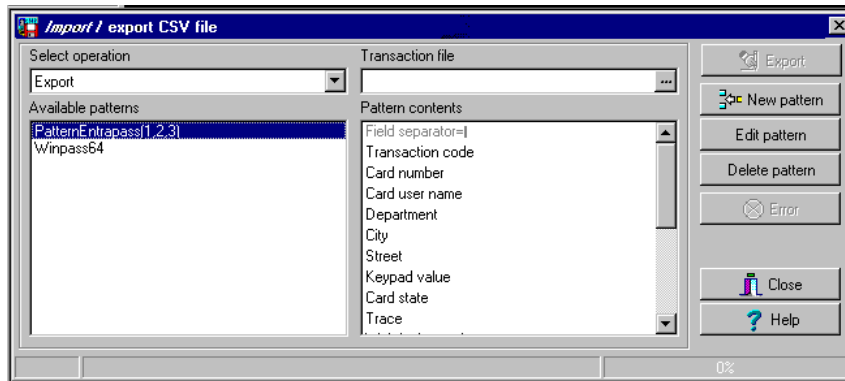 Import / export CSV file
Select operation
Export
Available patterns
PatternEntrapass(1,2,3)
Winpass64
Transaction file
...
Pattern contents
Field separator=|
Transaction code
Card number
Card user name
Department
City
Street
Keypad value
Card state
Trace
Export
New pattern
Edit pattern
Delete pattern
Error
Close
Help
0%